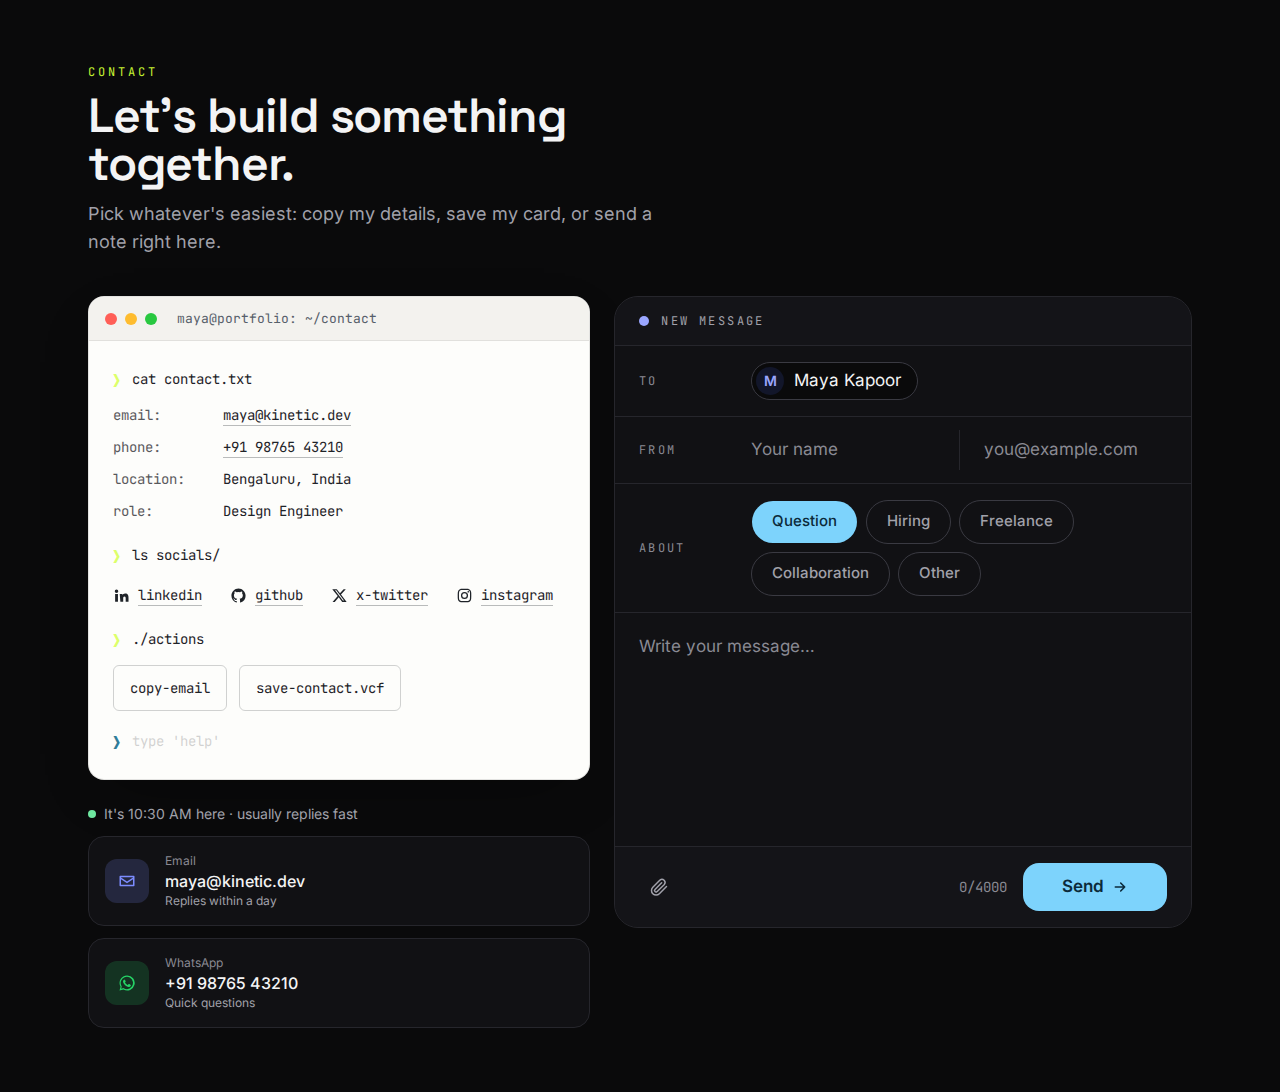 CONTACT
Let's build something
together.
Pick whatever's easiest: copy my details, save my card, or send a
note right here.
maya@portfolio: ~/contact
❯ cat contact.txt
email: maya@kinetic.dev
phone: +91 98765 43210
location: Bengaluru, India
role: Design Engineer
❯ ls socials/
linkedin github x-twitter instagram
❯ ./actions
copy-email save-contact.vcf
❯ type 'help'
It's 10:30 AM here · usually replies fast
Email
maya@kinetic.dev
Replies within a day
WhatsApp
+91 98765 43210
Quick questions
NEW MESSAGE
TO M Maya Kapoor
FROM Your name you@example.com
ABOUT
Question Hiring Freelance
Collaboration Other
Write your message...
0/4000 Send →